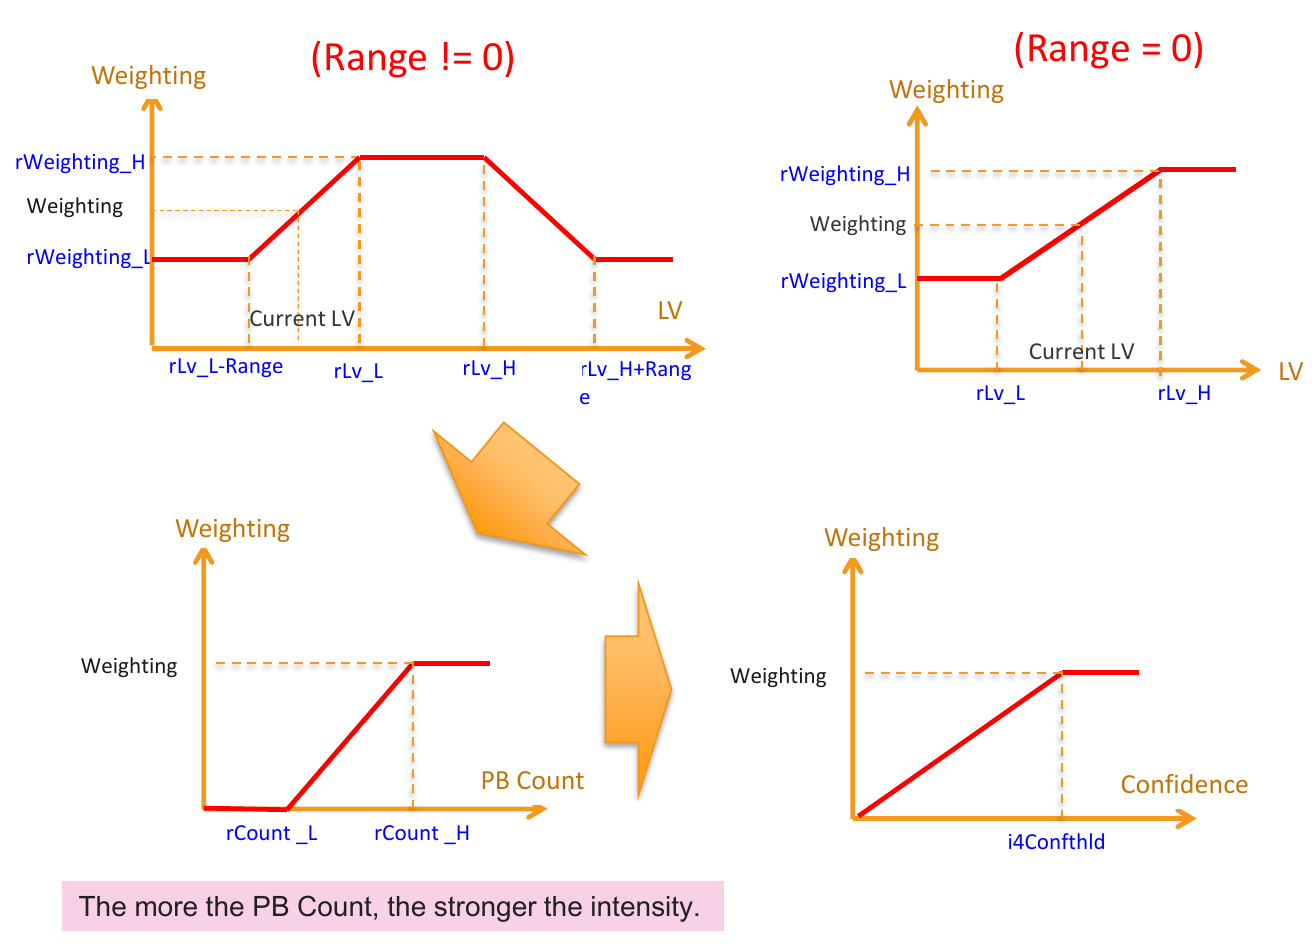 (Range != 0)
Weighting
rWeighting_H
Weighting
rWeighting_L
Current LV
LV
rLv_L-Range
rLv_L
rLv_H
rLv_H+Rang
e
(Range = 0)
Weighting
rWeighting_H
Weighting
rWeighting_L
Current LV
LV
rLv_L
rLv_H
Weighting
Weighting
PB Count
rCount _L
rCount _H
Weighting
Weighting
Confidence
i4Confthld
The more the PB Count, the stronger the intensity.